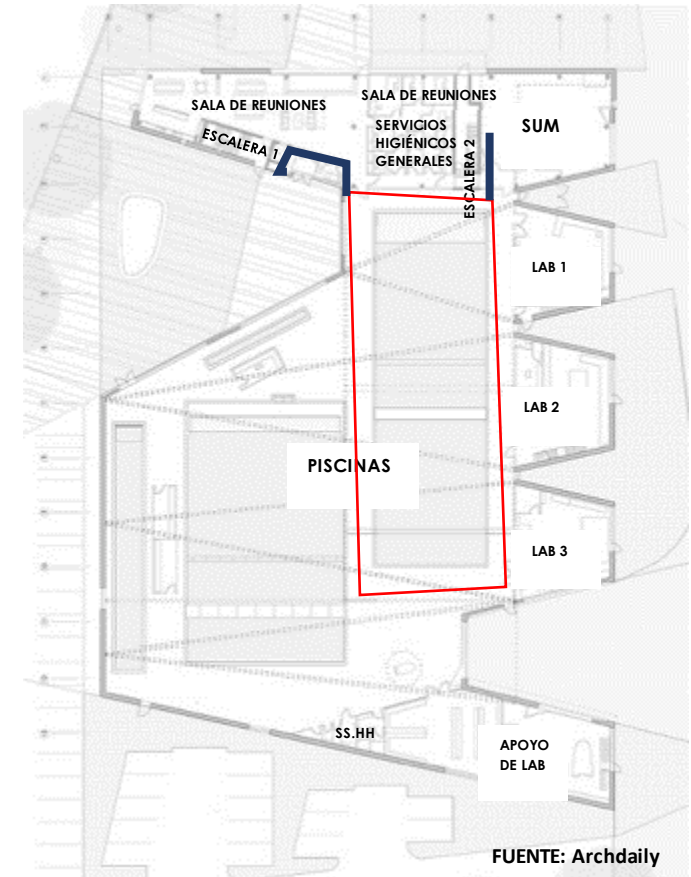 SALA DE REUNIONES
SALA DE REUNIONES
ESCALERA 1
SERVICIOS
HIGIÉNICOS
GENERALES
ESCALERA 2
SUM
LAB 1
LAB 2
PISCINAS
LAB 3
SS.HH
APOYO
DE LAB
FUENTE: Archdaily